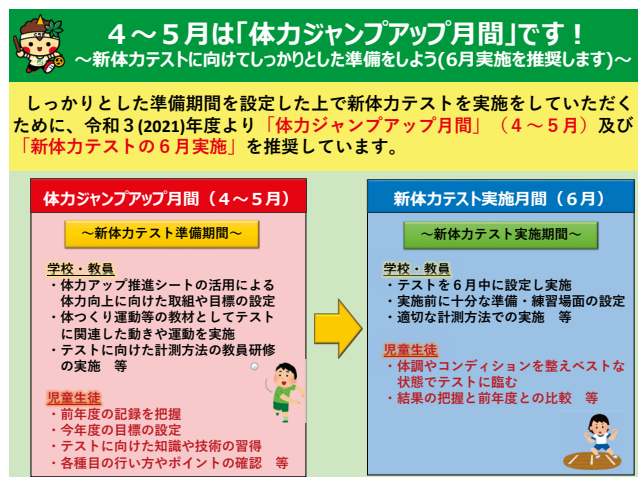 ４～５月は｢体力ジャンプアップ月間｣です！
～新体力テストに向けてしっかりとした準備をしよう(6月実施を推奨します)～
しっかりとした準備期間を設定した上で新体力テストを実施をしていただく
ために、令和３(2021)年度より「体力ジャンプアップ月間」（４～５月）及び
「新体力テストの６月実施」を推奨しています。
体力ジャンプアップ月間（４～５月）
～新体力テスト準備期間～
学校・教員
・体力アップ推進シートの活用による
体力向上に向けた取組や目標の設定
・体つくり運動等の教材としてテスト
に関連した動きや運動を実施
・テストに向けた計測方法の教員研修
の実施　等
児童生徒
・前年度の記録を把握
・今年度の目標の設定
・テストに向けた知識や技術の習得
・各種目の行い方やポイントの確認　等
新体力テスト実施月間（６月）
～新体力テスト実施期間～
学校・教員
・テストを６月中に設定し実施
・実施前に十分な準備・練習場面の設定
・適切な計測方法での実施　等
児童生徒
・体調やコンディションを整えベストな
状態でテストに臨む
・結果の把握と前年度との比較　等